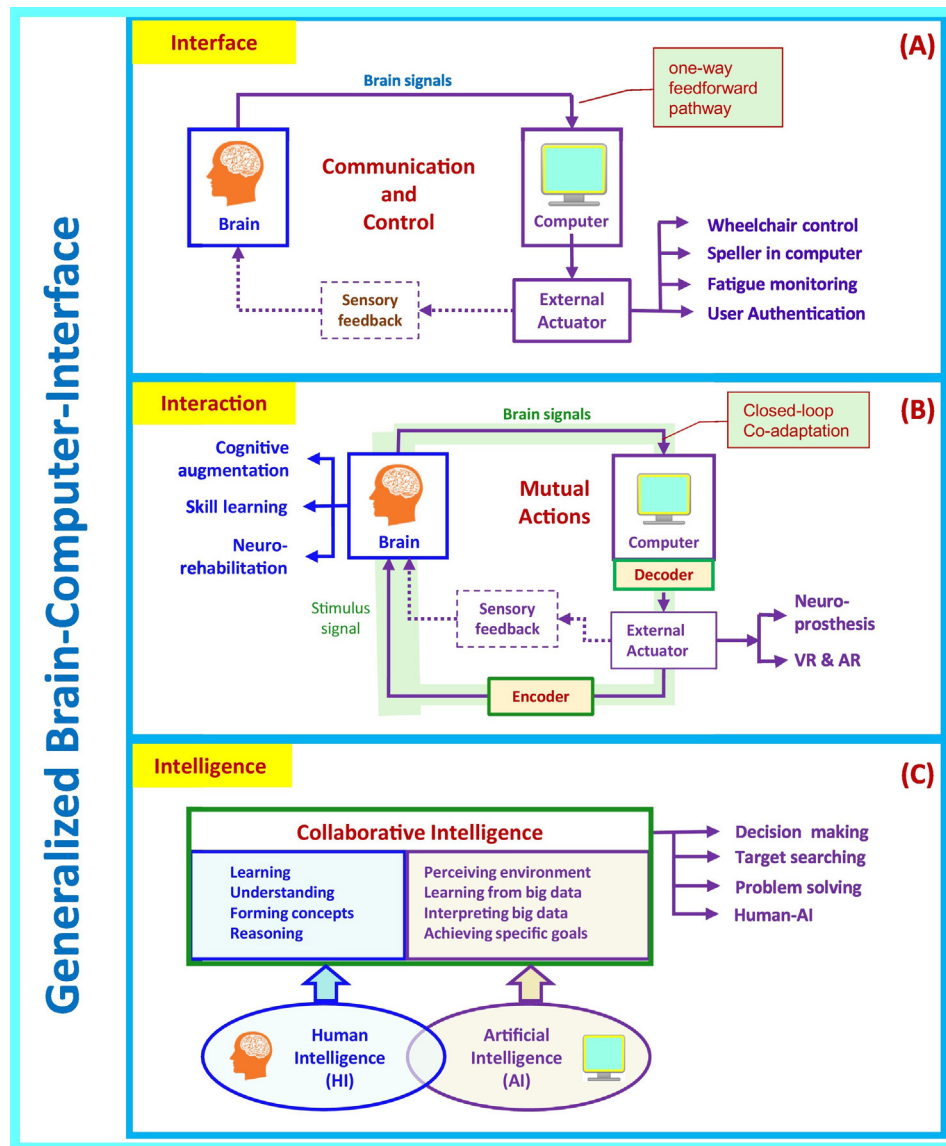 Generalized Brain-Computer-Interface
Interface
(A)
Brain signals
one-way
feedforward
pathway
Brain
Communication
and
Control
Computer
Sensory
feedback
External
Actuator
Wheelchair control
Speller in computer
Fatigue monitoring
User Authentication
Interaction
(B)
Brain signals
Closed-loop
Co-adaptation
Cognitive
augmentation
Skill learning
Neuro-
rehabilitation
Brain
Mutual
Actions
Computer
Decoder
Stimulus
signal
Sensory
feedback
External
Actuator
Neuro-
prosthesis
VR & AR
Encoder
Intelligence
(C)
Collaborative Intelligence
Learning
Understanding
Forming concepts
Reasoning
Perceiving environment
Learning from big data
Interpreting big data
Achieving specific goals
Decision making
Target searching
Problem solving
Human-AI
Human
Intelligence
(HI)
Artificial
Intelligence
(AI)